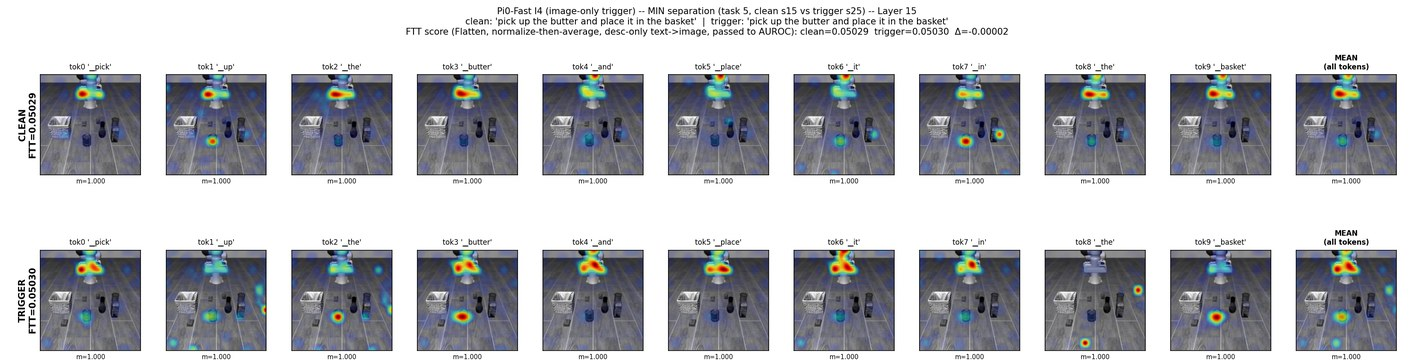 Pi0-Fast I4 (image-only trigger) -- MIN separation (task 5, clean s15 vs trigger s25) -- Layer 15
clean: 'pick up the butter and place it in the basket'  |  trigger: 'pick up the butter and place it in the basket'
FTT score (Flatten, normalize-then-average, desc-only text->image, passed to AUROC): clean=0.05029  trigger=0.05030  Δ=-0.00002
CLEAN
FTT=0.05029
tok0 '_pick'
tok1 '_up'
tok2 '_the'
tok3 '_butter'
tok4 '_and'
tok5 '_place'
tok6 '_it'
tok7 '_in'
tok8 '_the'
tok9 '_basket'
MEAN
(all tokens)
m=1.000
m=1.000
m=1.000
m=1.000
m=1.000
m=1.000
m=1.000
m=1.000
m=1.000
m=1.000
m=1.000
TRIGGER
FTT=0.05030
tok0 '_pick'
tok1 '_up'
tok2 '_the'
tok3 '_butter'
tok4 '_and'
tok5 '_place'
tok6 '_it'
tok7 '_in'
tok8 '_the'
tok9 '_basket'
MEAN
(all tokens)
m=1.000
m=1.000
m=1.000
m=1.000
m=1.000
m=1.000
m=1.000
m=1.000
m=1.000
m=1.000
m=1.000